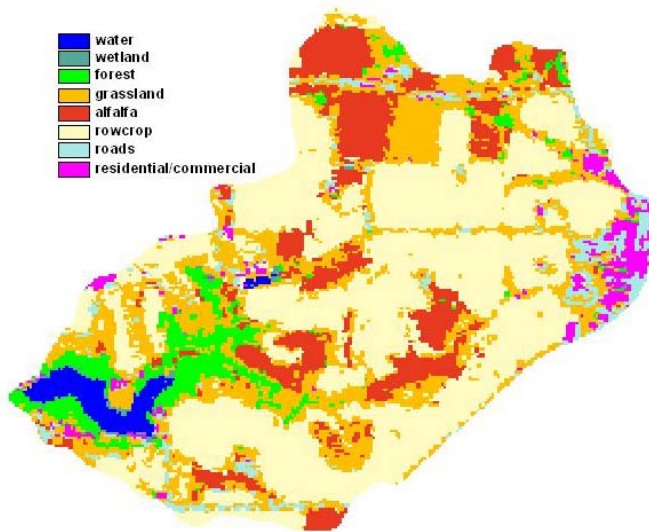 water
wetland
forest
grassland
alfalfa
rowcrop
roads
residential/commercial